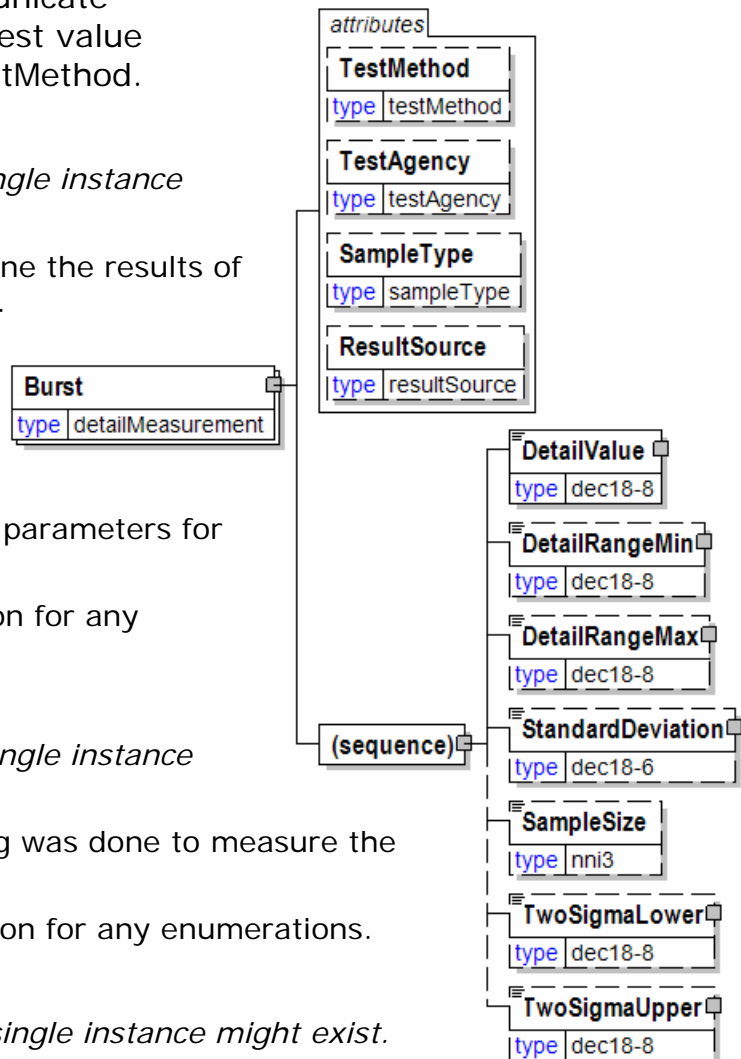 unicate
est value
stMethod.
ngle instance
ne the results of
.
parameters for
on for any
ngle instance
g was done to measure the
on for any enumerations.
single instance might exist.
Burst
type detailMeasurement
attributes
TestMethod
type testMethod
TestAgency
type testAgency
SampleType
type sampleType
ResultSource
type resultSource
(sequence)
DetailValue
type dec18-8
DetailRangeMin
type dec18-8
DetailRangeMax
type dec18-8
StandardDeviation
type dec18-6
SampleSize
type nni3
TwoSigmaLower
type dec18-8
TwoSigmaUpper
type dec18-8